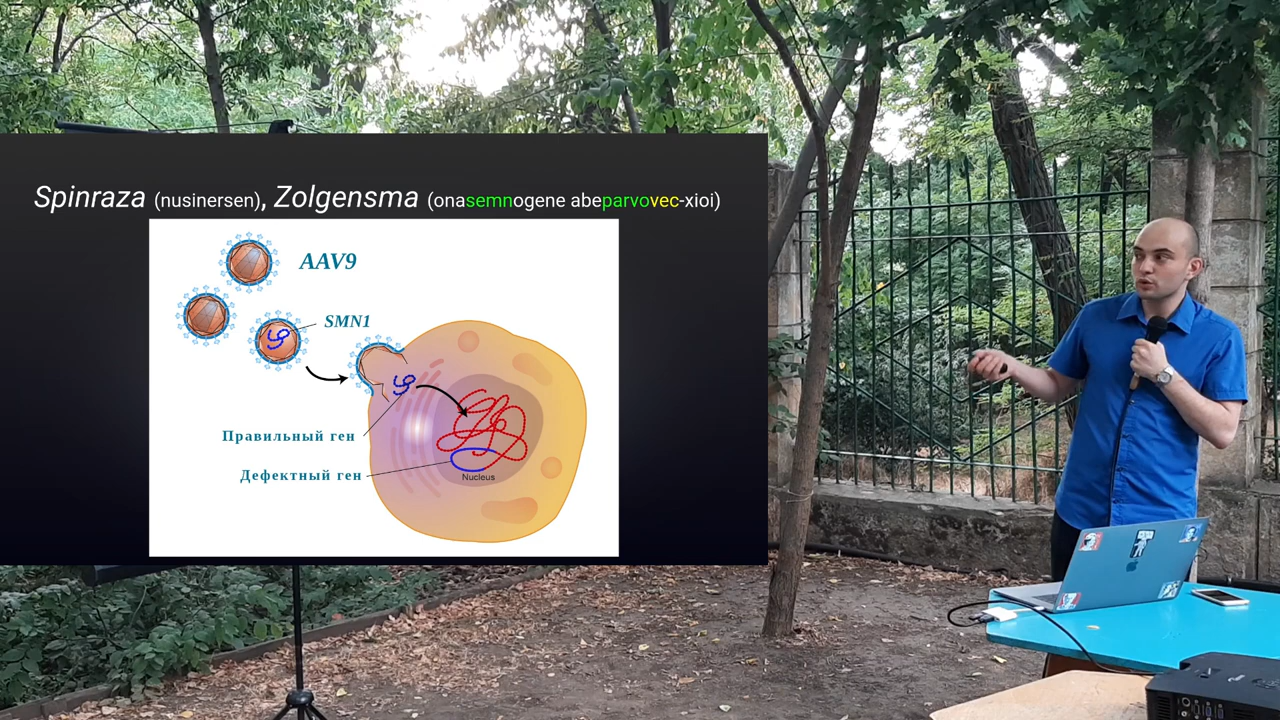 Spinraza (nusinersen), Zolgensma (onasemnogene abeparvovec-xioi)
AAV9
SMN1
Правильный ген
Дефектный ген
Nucleus